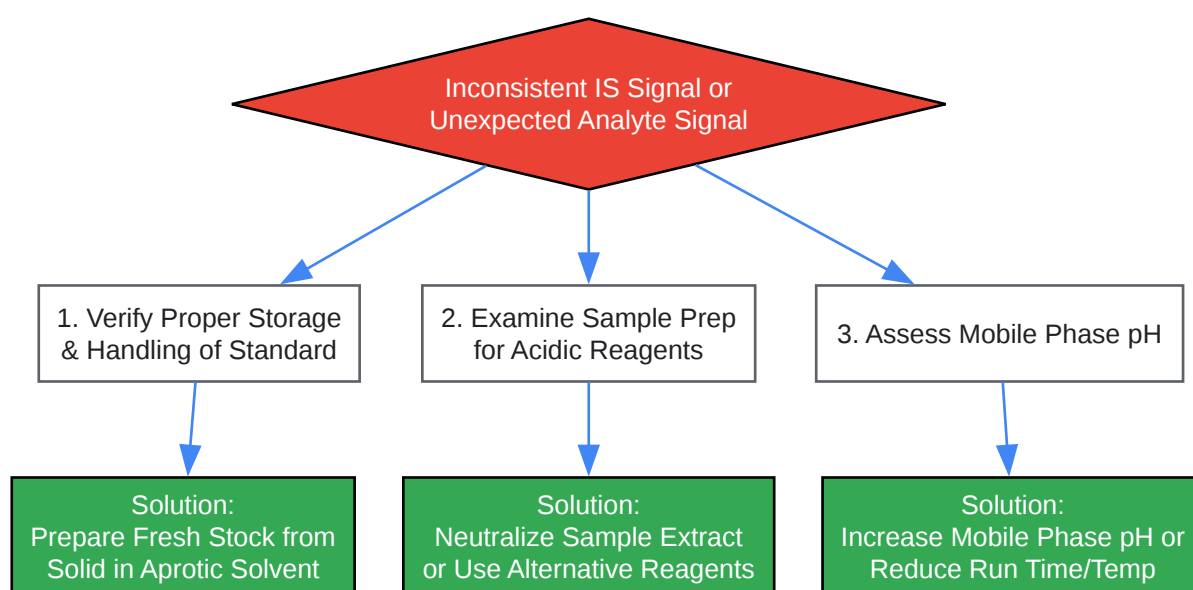 Inconsistent IS Signal or
Unexpected Analyte Signal
1. Verify Proper Storage
& Handling of Standard
2. Examine Sample Prep
for Acidic Reagents
3. Assess Mobile Phase pH
Solution:
Prepare Fresh Stock from
Solid in Aprotic Solvent
Solution:
Neutralize Sample Extract
or Use Alternative Reagents
Solution:
Increase Mobile Phase pH or
Reduce Run Time/Temp